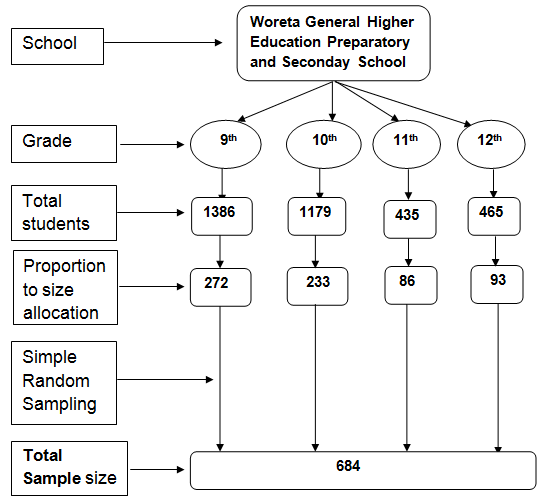 School
Woreta General Higher
Education Preparatory
and Seconday School
Grade
9th
10th
11th
12th
Total
students
1386
1179
435
465
Proportion
to size
allocation
272
233
86
93
Simple
Random
Sampling
Total
Sample size
684